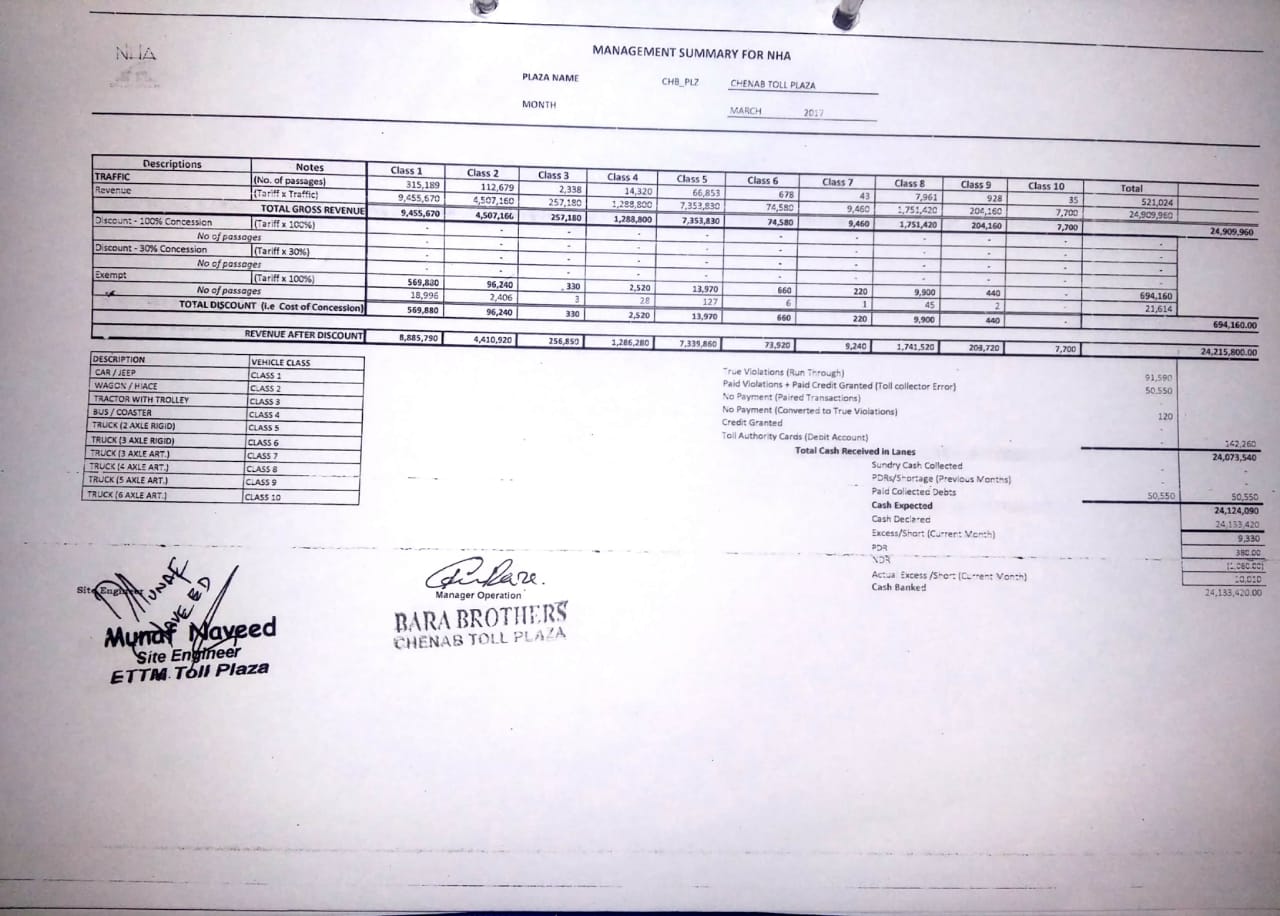 NHA
MANAGEMENT SUMMARY FOR NHA
PLAZA NAME CHB_PLZ CHENAB TOLL PLAZA
MONTH MARCH 2017
Descriptions Notes Class 1 Class 2 Class 3 Class 4 Class 5 Class 6 Class 7 Class 8 Class 9 Class 10 Total
TRAFFIC (No. of passages) 315,189 112,679 2,338 14,320 66,853 678 43 7,961 928 35 521,024
Revenue (Tariff x Traffic) 9,455,670 4,507,160 257,180 1,288,800 7,353,830 74,580 9,460 1,751,420 204,160 7,700 24,909,960
TOTAL GROSS REVENUE 9,455,670 4,507,160 257,180 1,288,800 7,353,830 74,580 9,460 1,751,420 204,160 7,700 24,909,960
Discount - 100% Concession (Tariff x 100%) - - - - - - - - - - -
No of passages - - - - - - - - - - -
Discount - 30% Concession (Tariff x 30%) - - - - - - - - - - -
No of passages - - - - - - - - - - -
Exempt (Tariff x 100%) 569,880 96,240 330 2,520 13,970 660 220 9,900 440 - 694,160
No of passages 18,996 2,406 3 28 127 6 1 45 2 - 21,614
TOTAL DISCOUNT (i.e Cost of Concession) 569,880 96,240 330 2,520 13,970 660 220 9,900 440 - 694,160.00
REVENUE AFTER DISCOUNT 8,885,790 4,410,920 256,850 1,286,280 7,339,860 73,920 9,240 1,741,520 203,720 7,700 24,215,800.00
DESCRIPTION VEHICLE CLASS
CAR / JEEP CLASS 1
WAGON / HIACE CLASS 2
TRACTOR WITH TROLLEY CLASS 3
BUS / COASTER CLASS 4
TRUCK (2 AXLE RIGID) CLASS 5
TRUCK (3 AXLE RIGID) CLASS 6
TRUCK (3 AXLE ART.) CLASS 7
TRUCK (4 AXLE ART.) CLASS 8
TRUCK (5 AXLE ART.) CLASS 9
TRUCK (6 AXLE ART.) CLASS 10
True Violations (Run Through) 91,590
Paid Violations + Paid Credit Granted (Toll collector Error) 50,550
No Payment (Paired Transactions) -
No Payment (Converted to True Violations) 120
Credit Granted -
Toll Authority Cards (Debit Account) - 142,260
Total Cash Received in Lanes 24,073,540
Sundry Cash Collected - -
PDRs/Shortage (Previous Months) - -
Paid Collected Debts 50,550 50,550
Cash Expected 24,124,090
Cash Declared 24,133,420
Excess/Short (Current Month) 9,330
PDR 380.00
NDR (1,060.00)
Actual Excess /Short (Current Month) 10,010
Cash Banked 24,133,420.00
Site Engineer
MUNAF
NAVEED
Munaf Naveed
Site Engineer
ETTM Toll Plaza
Manager Operation
BARA BROTHERS
CHENAB TOLL PLAZA